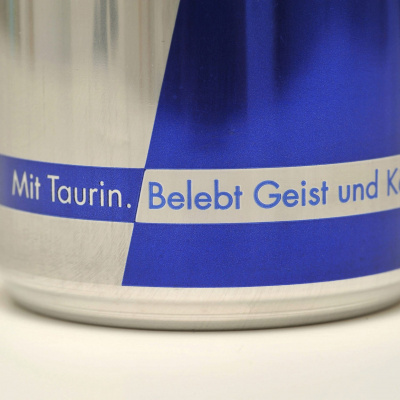 Mit Taurin. Belebt Geist und